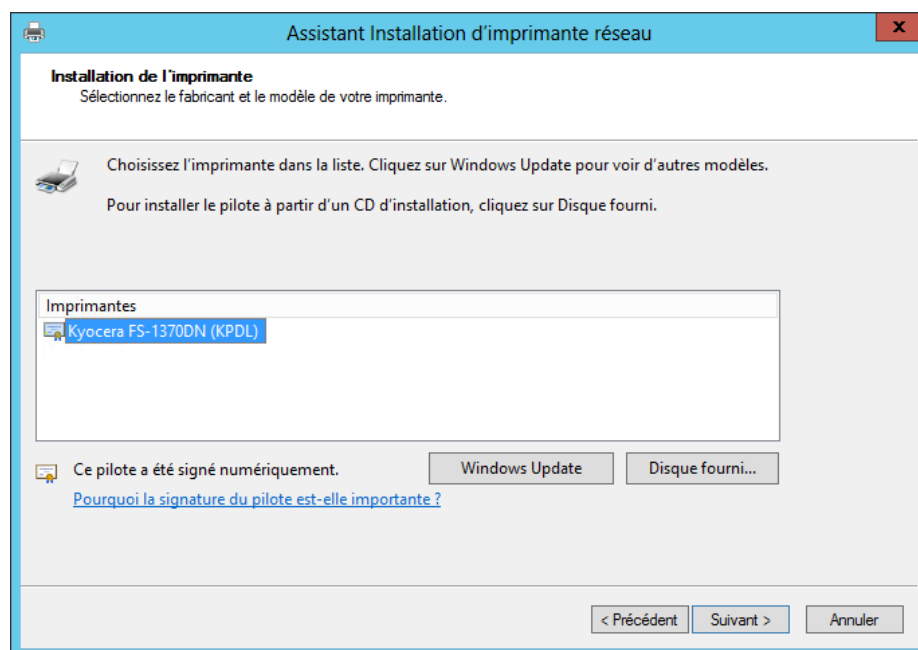 Assistant Installation d'imprimante réseau
x
Installation de l'imprimante
Sélectionnez le fabricant et le modèle de votre imprimante.
Choisissez l'imprimante dans la liste. Cliquez sur Windows Update pour voir d'autres modèles.
Pour installer le pilote à partir d'un CD d'installation, cliquez sur Disque fourni.
Imprimantes
Kyocera FS-1370DN (KPDL)
Ce pilote a été signé numériquement.
Windows Update
Disque fourni...
Pourquoi la signature du pilote est-elle importante ?
< Précédent
Suivant >
Annuler